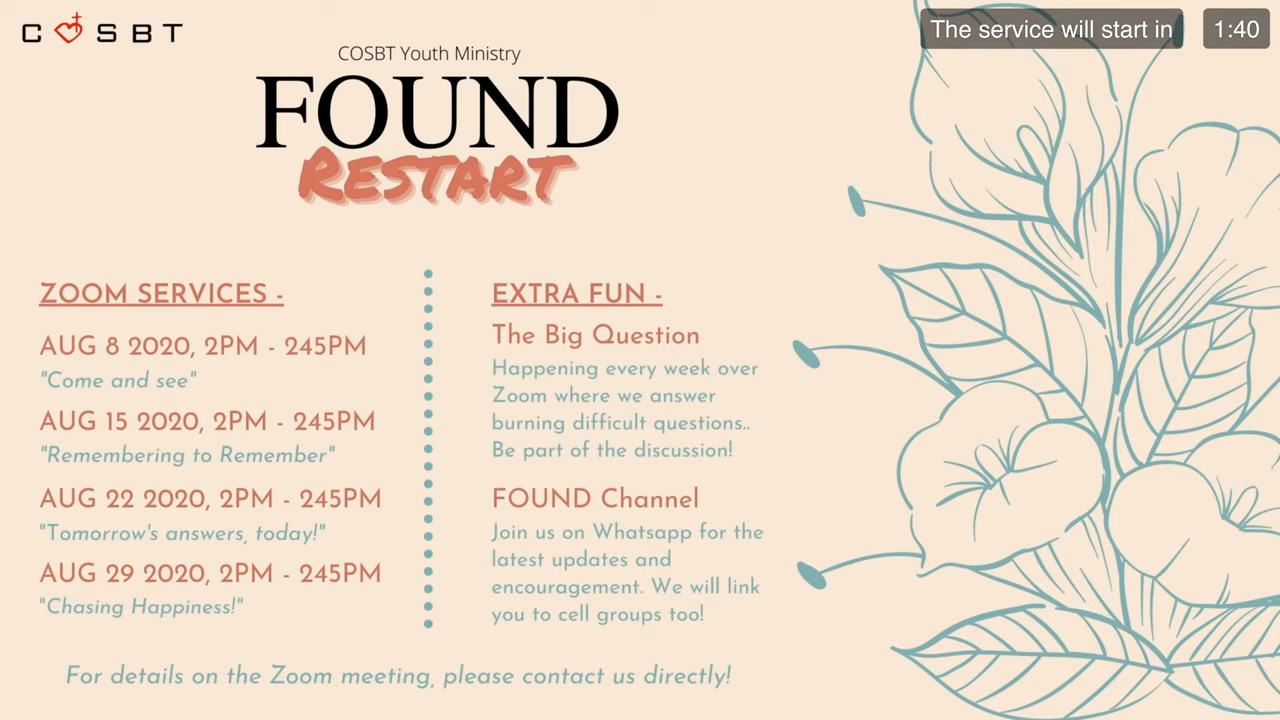 COSBT
The service will start in 1:40
COSBT Youth Ministry
FOUND
RESTART
ZOOM SERVICES -
AUG 8 2020, 2PM - 245PM
"Come and see"
AUG 15 2020, 2PM - 245PM
"Remembering to Remember"
AUG 22 2020, 2PM - 245PM
"Tomorrow's answers, today!"
AUG 29 2020, 2PM - 245PM
"Chasing Happiness!"
EXTRA FUN -
The Big Question
Happening every week over
Zoom where we answer
burning difficult questions..
Be part of the discussion!
FOUND Channel
Join us on Whatsapp for the
latest updates and
encouragement. We will link
you to cell groups too!
For details on the Zoom meeting, please contact us directly!